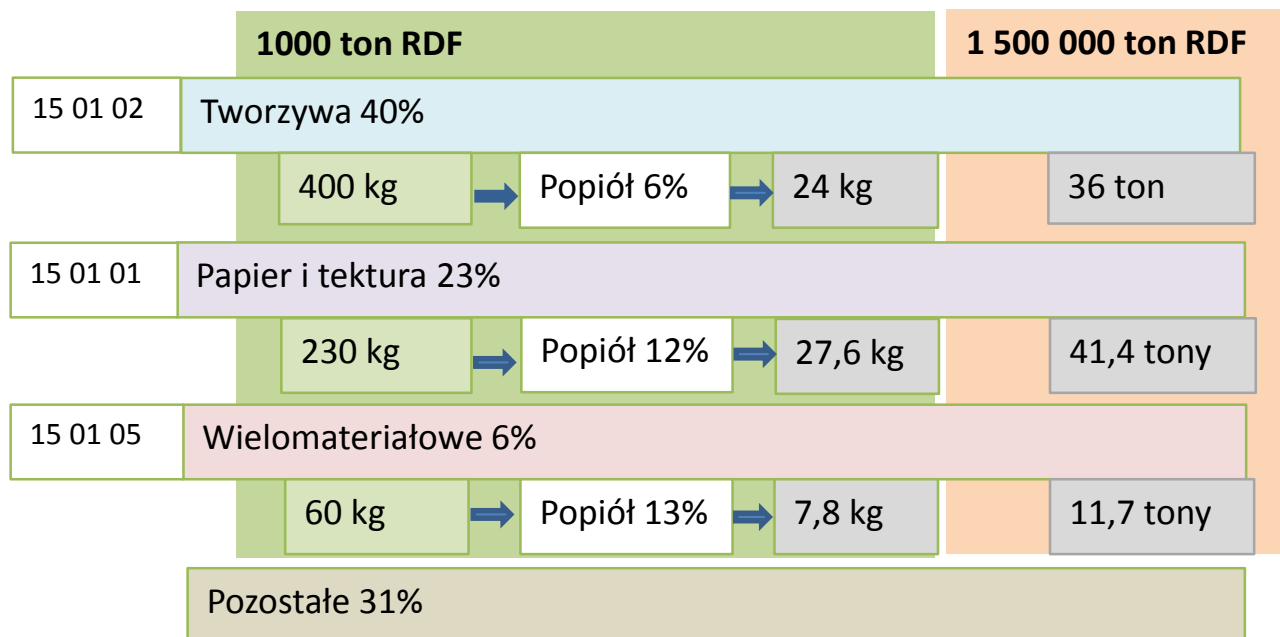 1000 ton RDF
1 500 000 ton RDF
15 01 02
Tworzywa 40%
400 kg
Popiół 6%
24 kg
36 ton
15 01 01
Papier i tektura 23%
230 kg
Popiół 12%
27,6 kg
41,4 tony
15 01 05
Wielomateriałowe 6%
60 kg
Popiół 13%
7,8 kg
11,7 tony
Pozostałe 31%